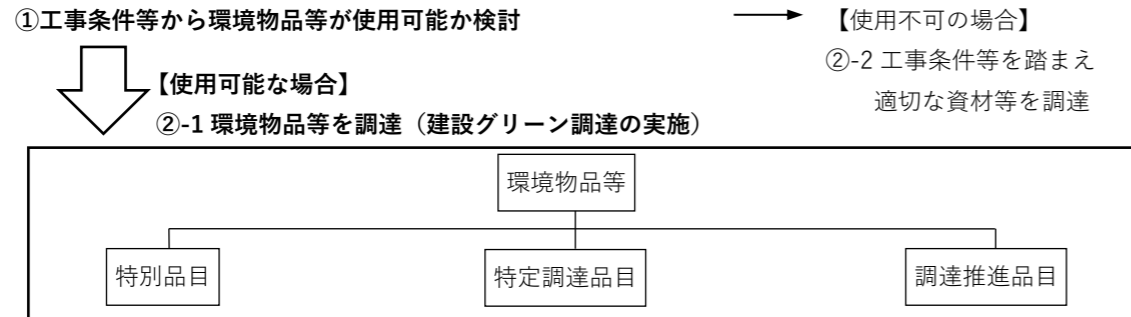 ①工事条件等から環境物品等が使用可能か検討
【使用不可の場合】
②-2 工事条件等を踏まえ
適切な資材等を調達
【使用可能な場合】
②-1 環境物品等を調達（建設グリーン調達の実施）
環境物品等
特別品目
特定調達品目
調達推進品目